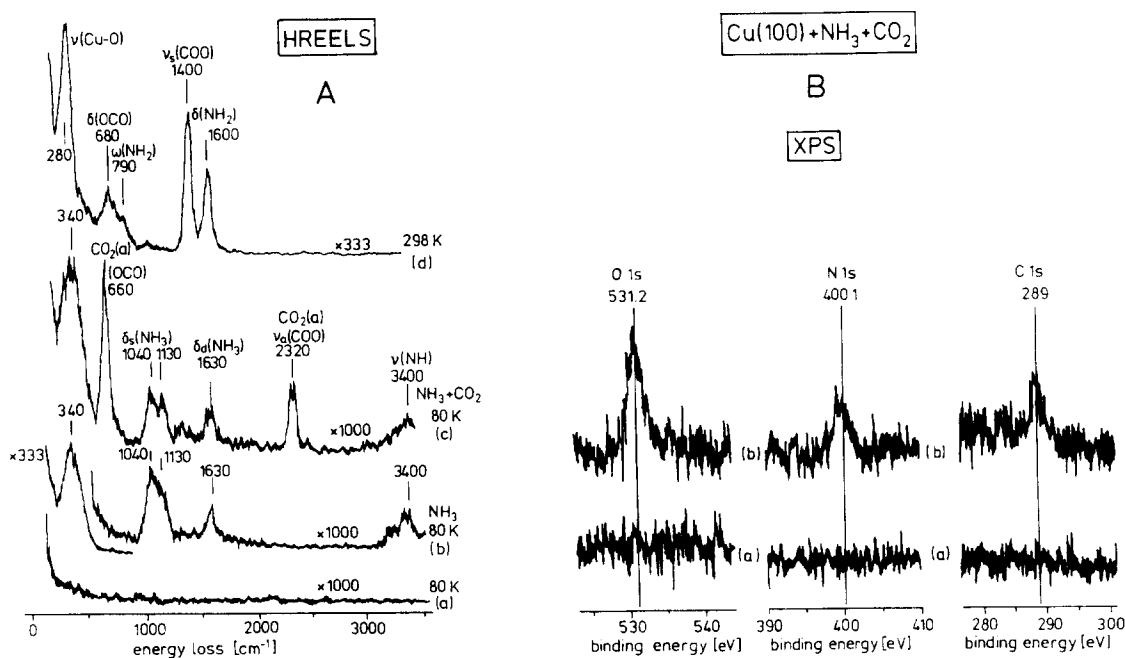 HREELS
A
ν(Cu-O)
280
δ(OCO)
680
ω(NH₂)
790
νs(COO)
1400
δ(NH₂)
1600
×333
298 K
(d)
340
CO₂(a)
(OCO)
660
δs(NH₃)
1040 1130
δd(NH₃)
1630
CO₂(a)
νa(COO)
2320
ν(NH)
3400
NH₃+CO₂
80 K
×1000
(c)
340
×333
1040 1130
1630
3400
NH₃
80 K
×1000
(b)
×1000
80 K
(a)
0 1000 2000 3000
energy loss [cm⁻¹]
Cu(100)+NH₃+CO₂
B
XPS
O 1s
531.2
N 1s
400.1
C 1s
289
(b)
(b)
(a)
(a)
530 540
binding energy [eV]
390 400 410
binding energy [eV]
280 290 300
binding energy [eV]